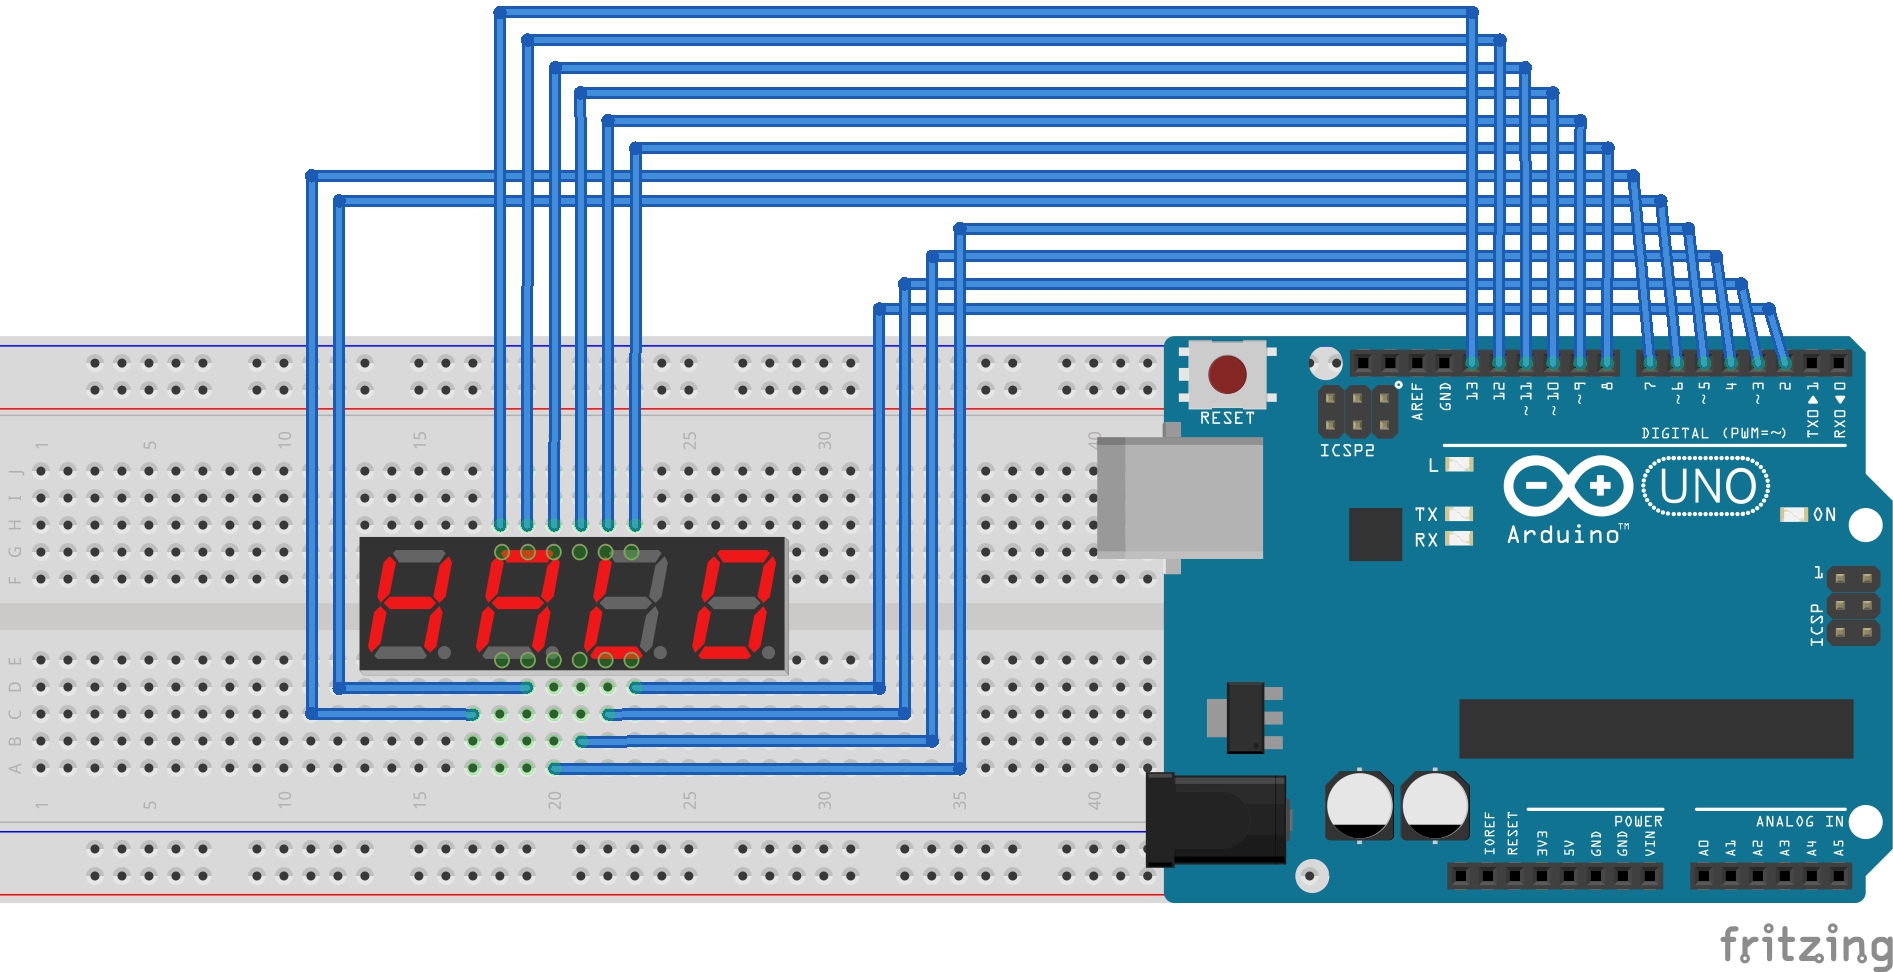 1 5 10 15 25 30 40
J
I
H
G
F
E
D
C
B
A
1 5 10 15 20 25 30 35 40
HALO
RESET
ICSP2
AREF
GND
13
12
~11
~10
~9
8
7
~6
~5
4
~3
2
TX0▶1
RX0◀0
DIGITAL (PWM=~)
L
TX
RX
UNO
Arduino™
ON
1
ICSP
POWER
ANALOG IN
IOREF
RESET
3V3
5V
GND
GND
VIN
A0
A1
A2
A3
A4
A5
fritzing